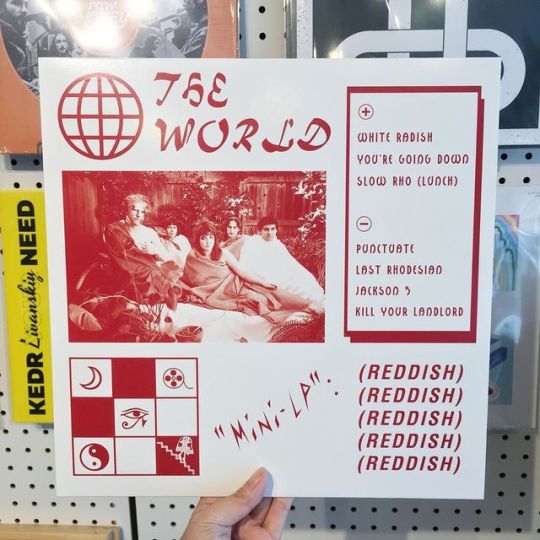 THE
WORLD
WHITE RADISH
YOU'RE GOING DOWN
SLOW RHO (LUNCH)
PUNCTUATE
LAST RHODESIAN
JACKSON 5
KILL YOUR LANDLORD
"MiNi-LP":
(REDDISH)
(REDDISH)
(REDDISH)
(REDDISH)
(REDDISH)
KEDR Livanskiy NEED